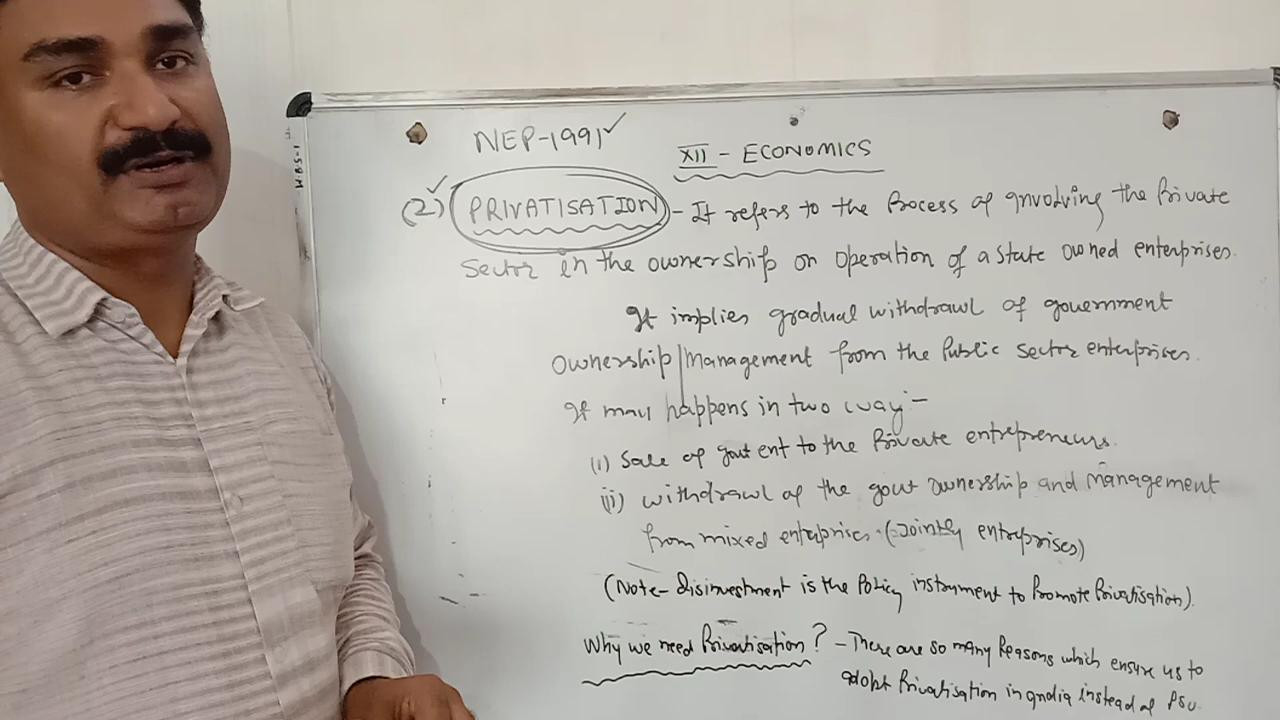 NEP-1991✓
XII - ECONOMICS
(2) PRIVATISATION - It refers to the Process of involving the Private
Sector in the ownership or operation of a state owned enterprises.
It implies gradual withdrawl of government
ownership/Management from the Public sector enterprises.
It may happens in two way -
(i) Sale of govt ent to the Private entrepreneurs.
(ii) withdrawl of the govt ownership and management
from mixed enterprises. (Jointly enterprises)
(Note- disinvestment is the Policy instrument to Promote Privatisation).
Why we need Privatisation? - There are so many Reasons which ensure us to
adopt Privatisation in india instead of PSU.